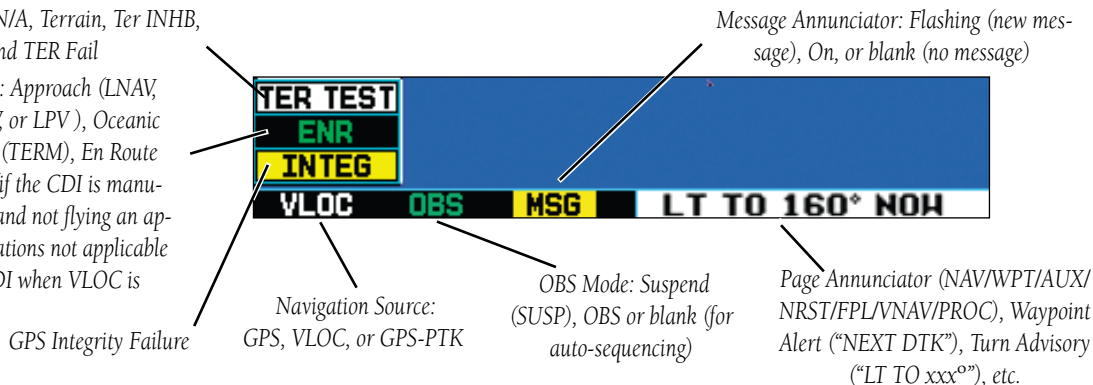 N/A, Terrain, Ter INHB,
nd TER Fail
: Approach (LNAV,
, or LPV ), Oceanic
(TERM), En Route
if the CDI is manu-
and not flying an ap-
ations not applicable
DI when VLOC is
GPS Integrity Failure
Message Annunciator: Flashing (new mes-
sage), On, or blank (no message)
TER TEST
ENR
INTEG
VLOC OBS MSG LT TO 160° NOW
Navigation Source:
GPS, VLOC, or GPS-PTK
OBS Mode: Suspend
(SUSP), OBS or blank (for
auto-sequencing)
Page Annunciator (NAV/WPT/AUX/
NRST/FPL/VNAV/PROC), Waypoint
Alert (“NEXT DTK”), Turn Advisory
(“LT TO xxxº”), etc.